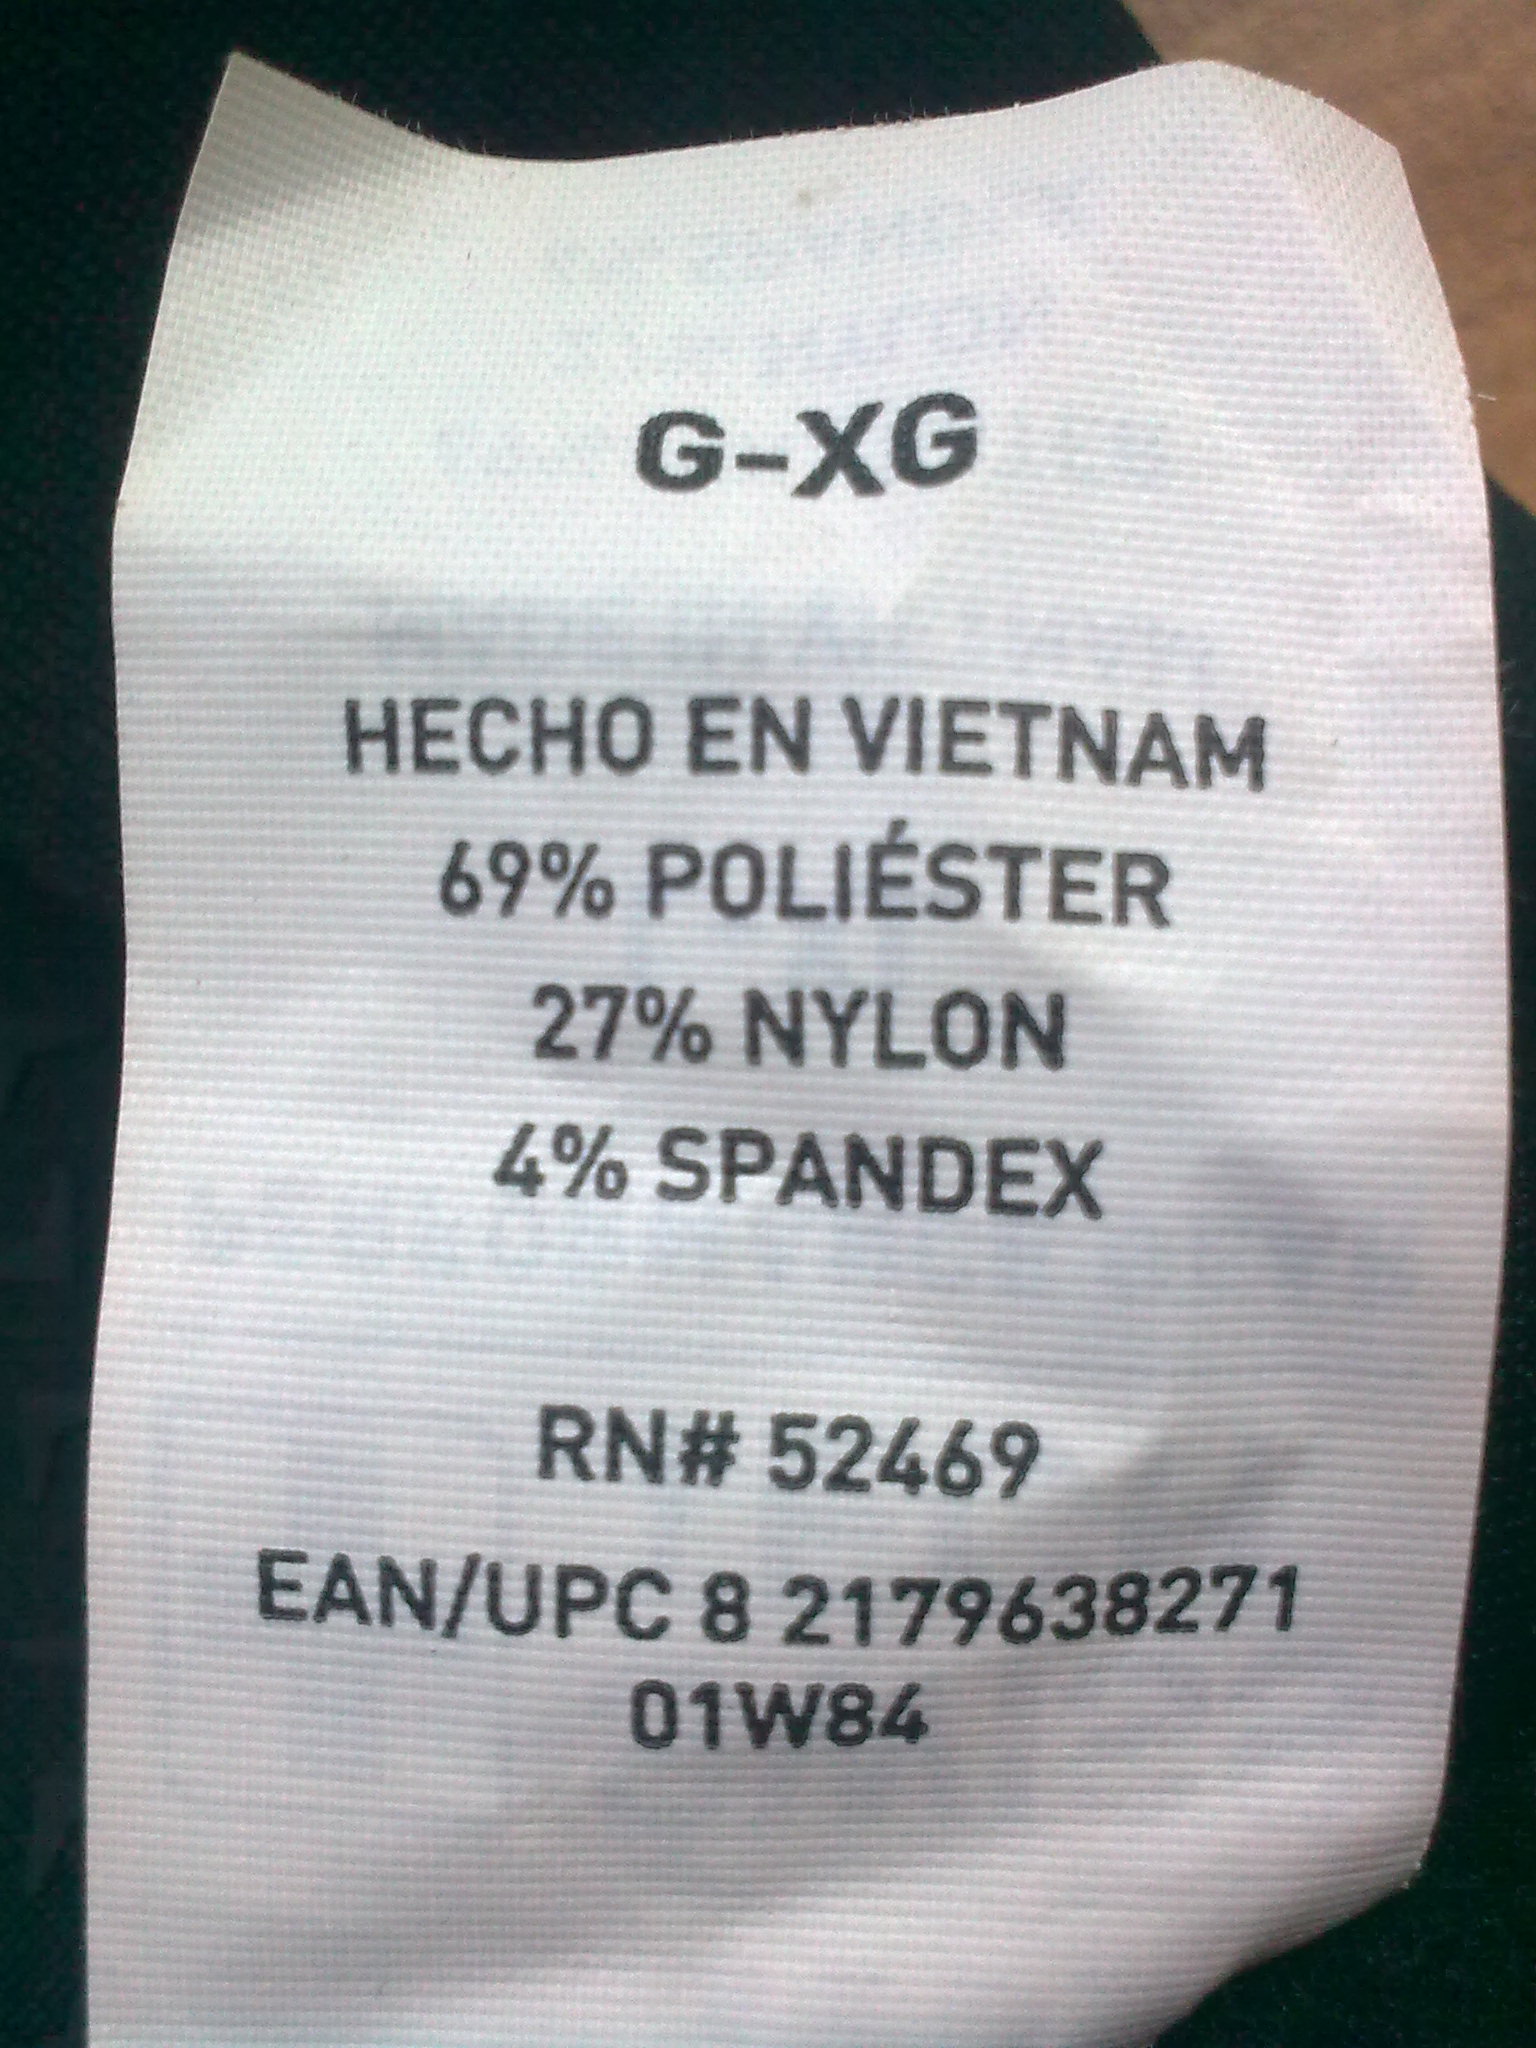 G-XG
HECHO EN VIETNAM
69% POLIÉSTER
27% NYLON
4% SPANDEX
RN# 52469
EAN/UPC 8 2179638271
01W84